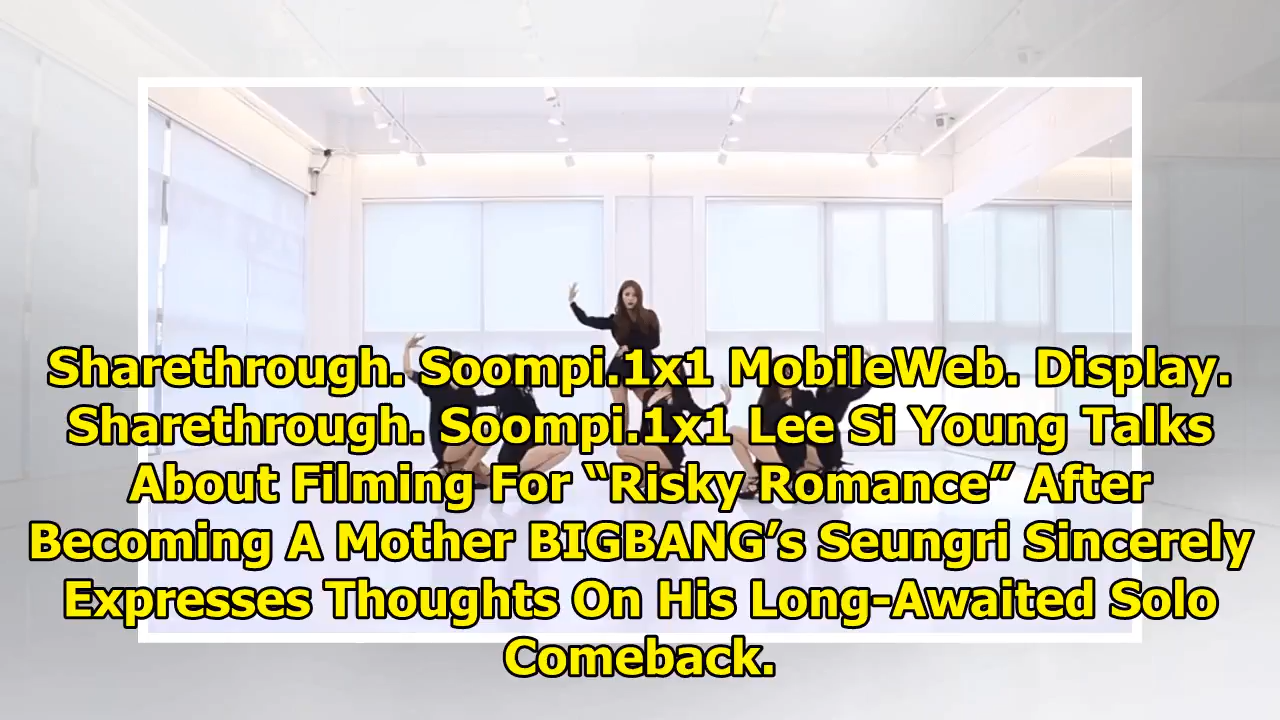 Sharethrough. Soompi.1x1 MobileWeb. Display.
Sharethrough. Soompi.1x1 Lee Si Young Talks
About Filming For “Risky Romance” After
Becoming A Mother BIGBANG’s Seungri Sincerely
Expresses Thoughts On His Long-Awaited Solo
Comeback.